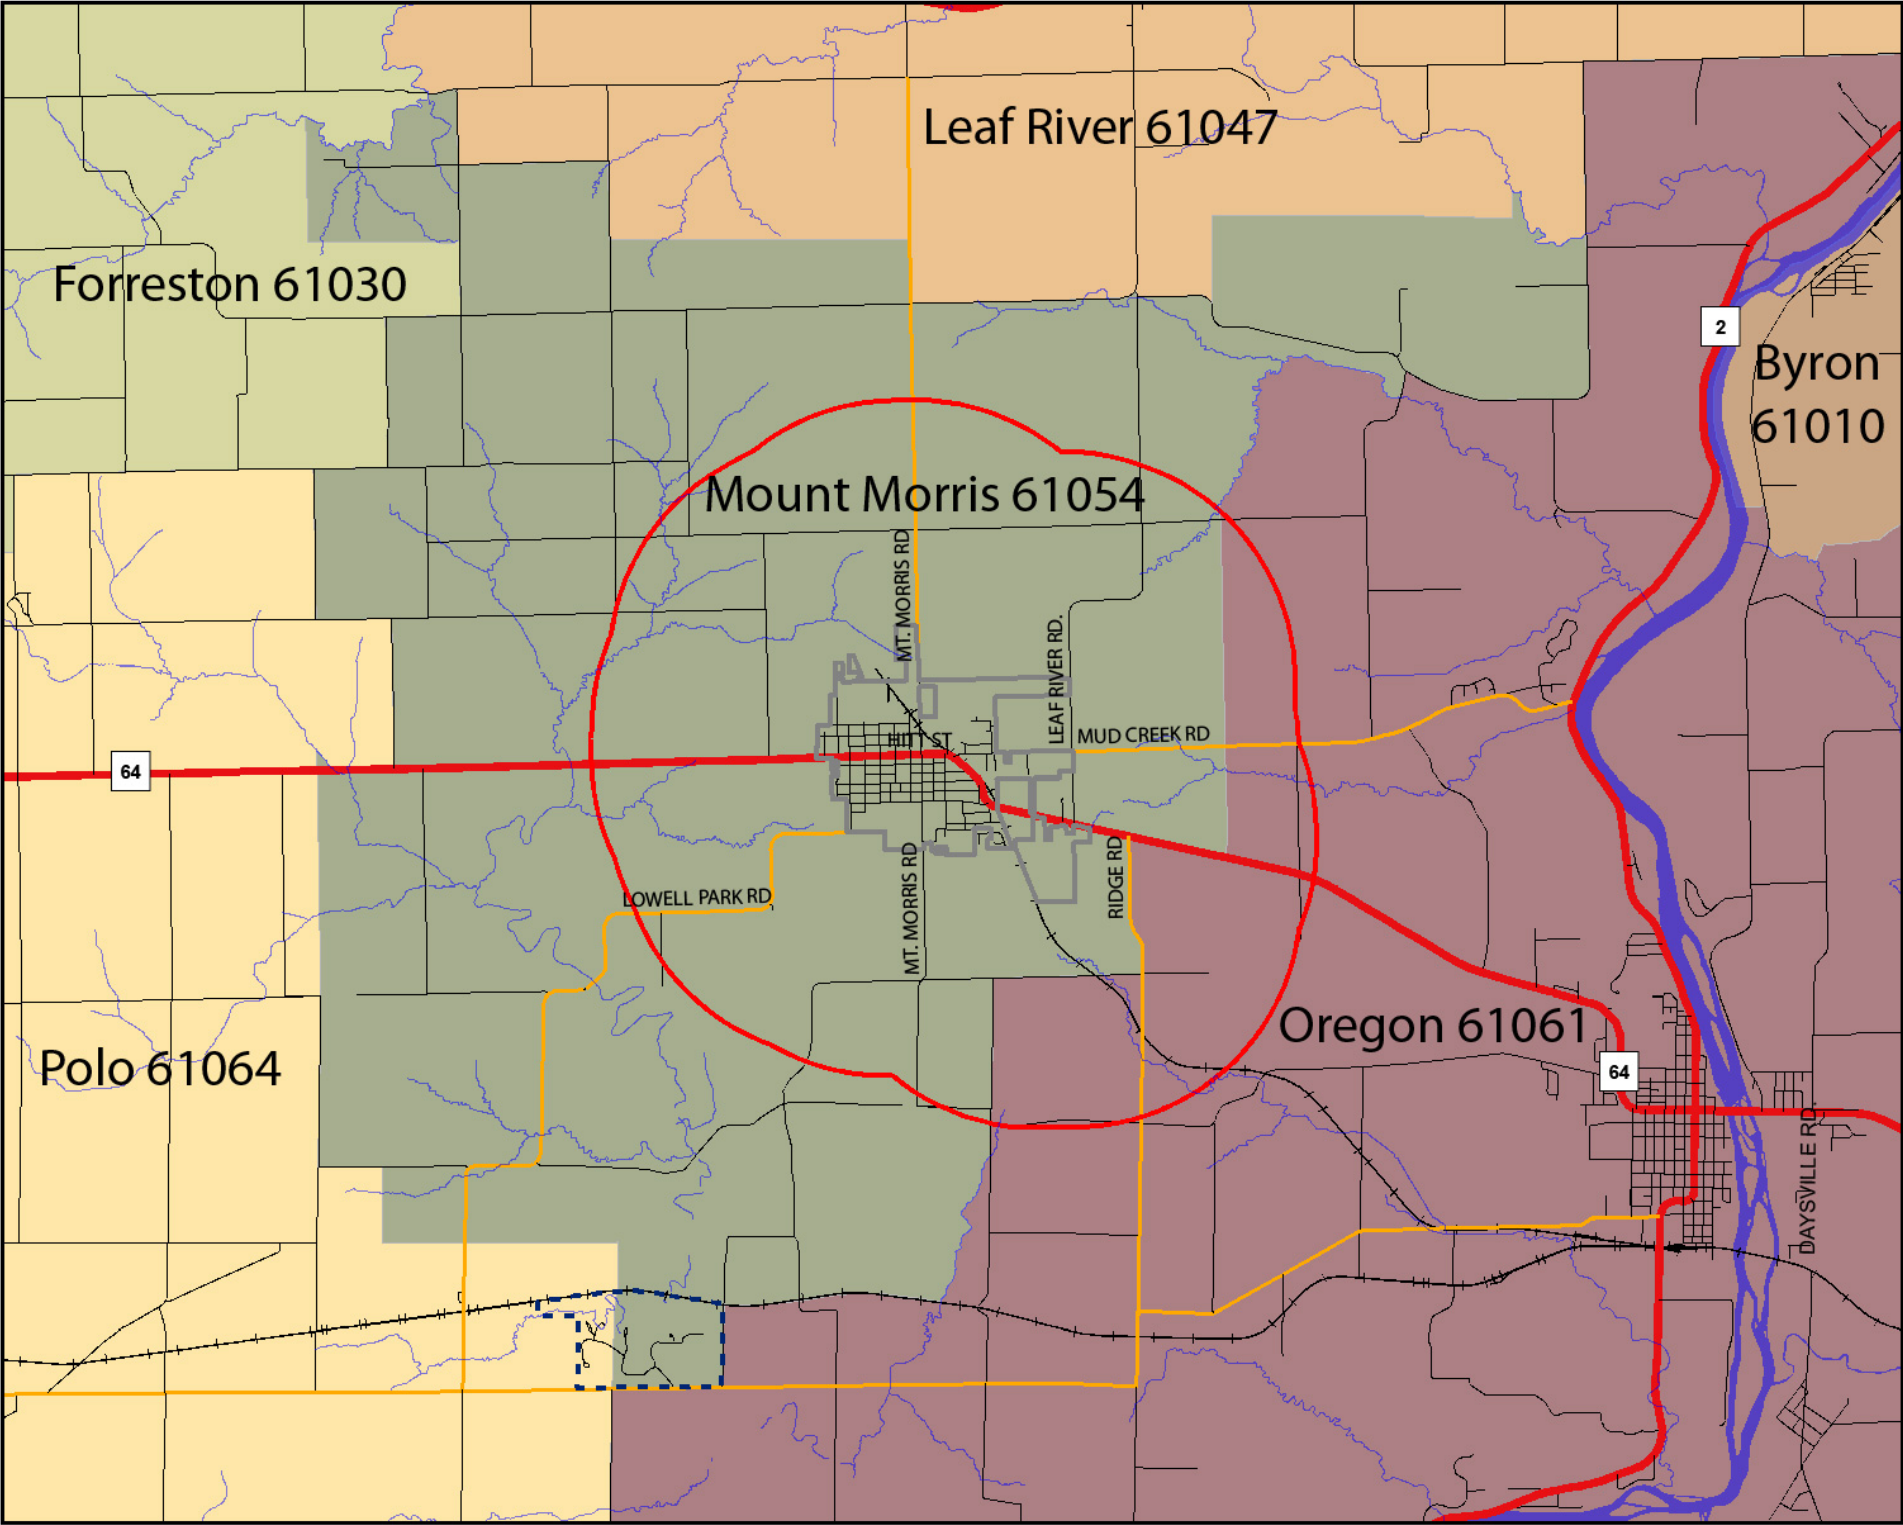 Leaf River 61047
Forreston 61030
2
Byron
61010
Mount Morris 61054
MT. MORRIS RD
LEAF RIVER RD.
HITT ST
MUD CREEK RD
64
LOWELL PARK RD
MT. MORRIS RD
RIDGE RD
Oregon 61061
Polo 61064
64
DAYSVILLE RD.